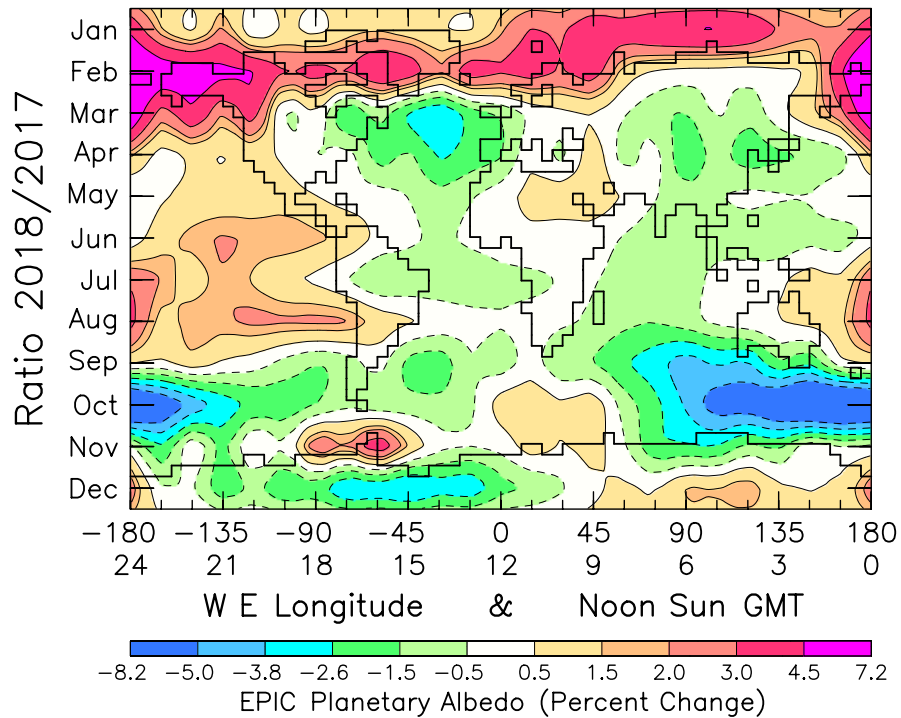 Ratio 2018/2017
Jan
Feb
Mar
Apr
May
Jun
Jul
Aug
Sep
Oct
Nov
Dec
−180 −135 −90 −45 0 45 90 135 180
24 21 18 15 12 9 6 3 0
W E Longitude & Noon Sun GMT
−8.2 −5.0 −3.8 −2.6 −1.5 −0.5 0.5 1.5 2.0 3.0 4.5 7.2
EPIC Planetary Albedo (Percent Change)